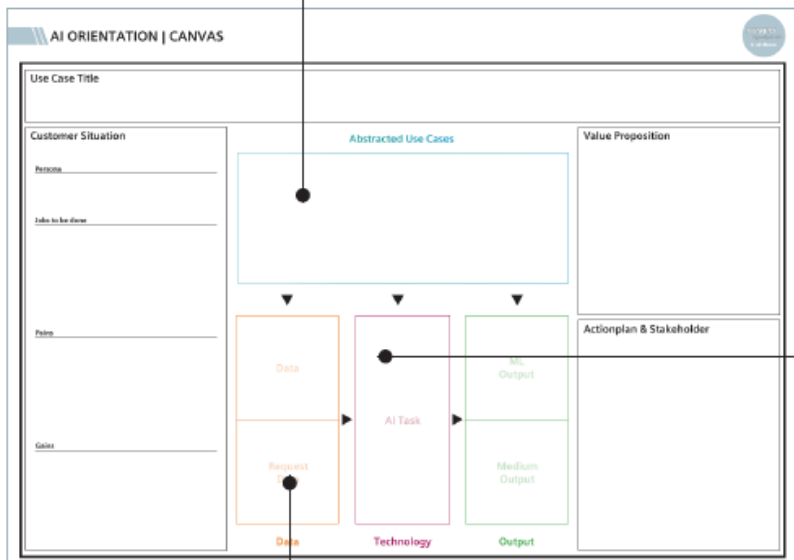 AI ORIENTATION | CANVAS
Use Case Title
Customer Situation
Persona
Jobs to be done
Pains
Gains
Abstracted Use Cases
Data
Request
AI Task
ML
Output
Medium
Output
Data
Technology
Output
Value Proposition
Actionplan & Stakeholder